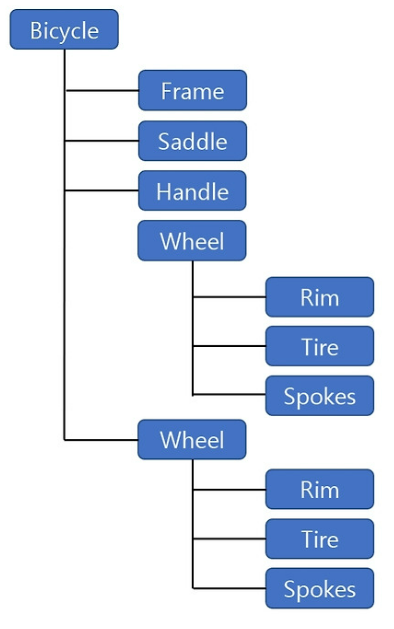 Bicycle
Frame
Saddle
Handle
Wheel
Rim
Tire
Spokes
Wheel
Rim
Tire
Spokes